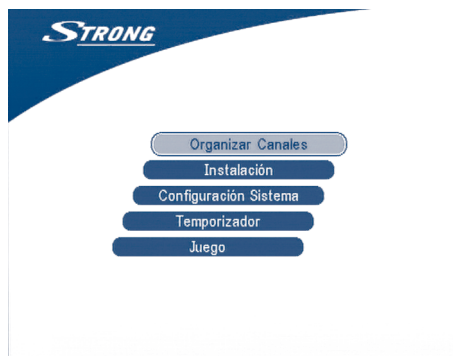 STRONG
Organizar Canales
Instalación
Configuración Sistema
Temporizador
Juego